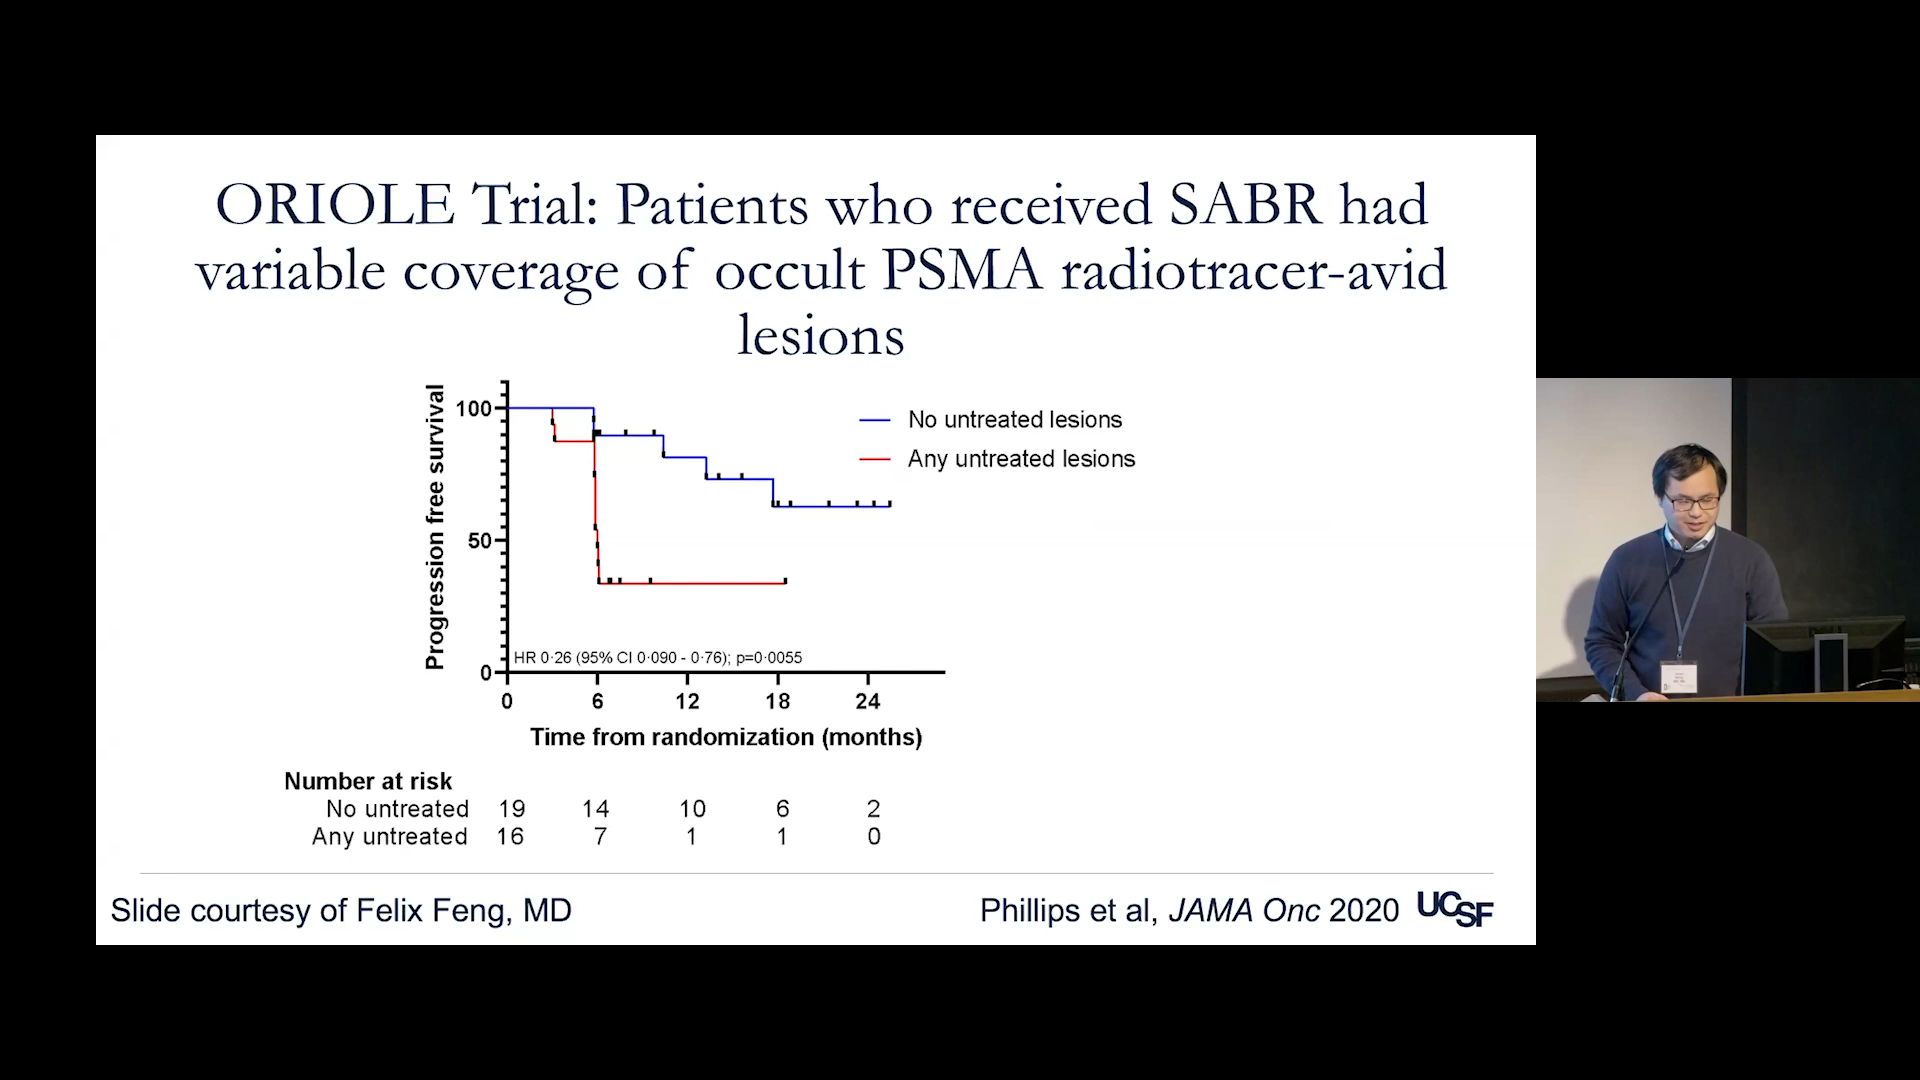 ORIOLE Trial: Patients who received SABR had
variable coverage of occult PSMA radiotracer-avid
lesions
Progression free survival
100
50
0
No untreated lesions
Any untreated lesions
HR 0·26 (95% CI 0·090 - 0·76); p=0·0055
0 6 12 18 24
Time from randomization (months)
Number at risk
No untreated 19 14 10 6 2
Any untreated 16 7 1 1 0
Slide courtesy of Felix Feng, MD
Phillips et al, JAMA Onc 2020
UCSF